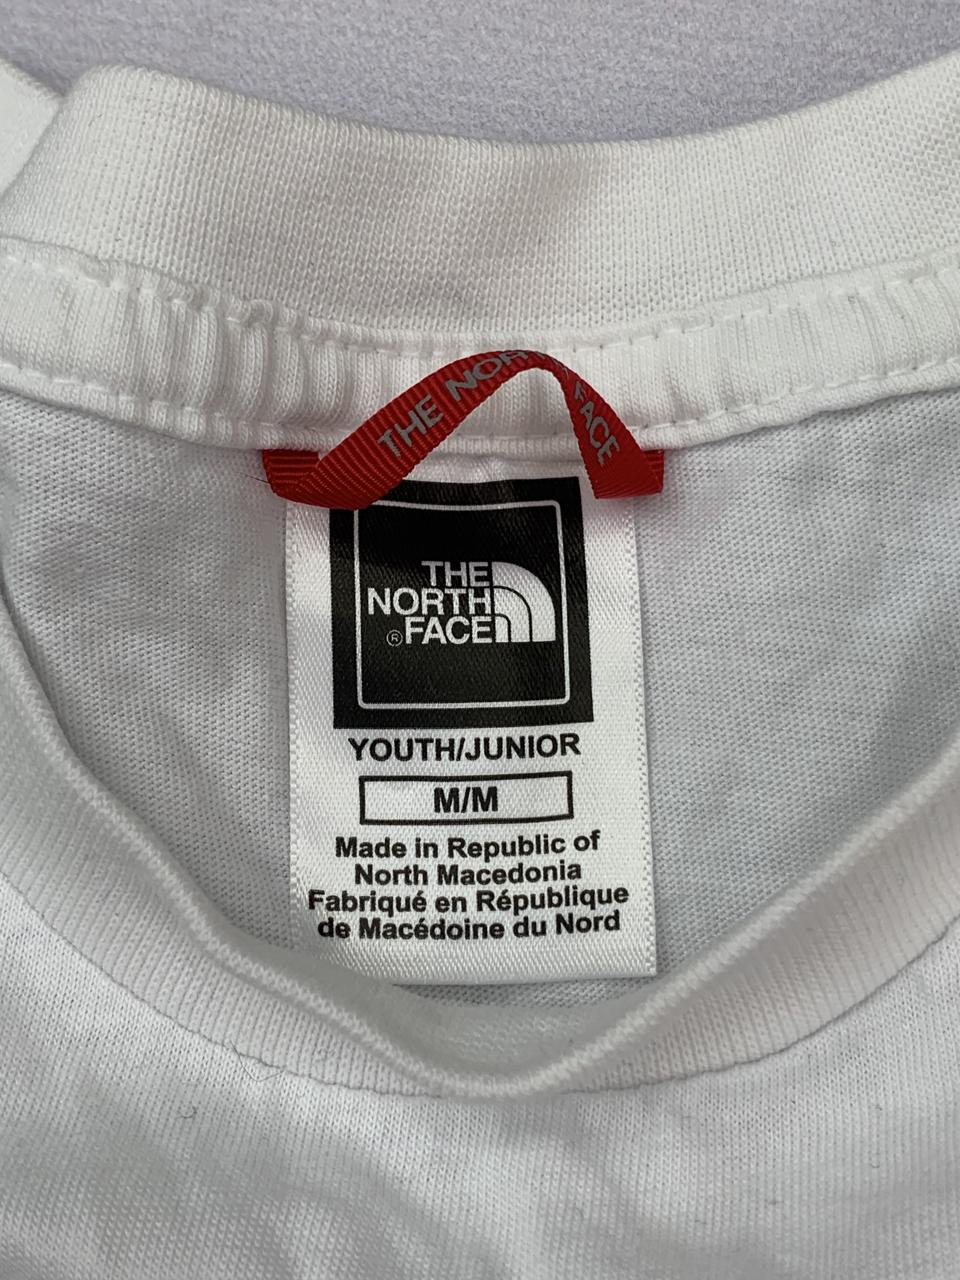 THE NORTH FACE
THE
NORTH
® FACE
YOUTH/JUNIOR
M/M
Made in Republic of
North Macedonia
Fabriqué en République
de Macédoine du Nord